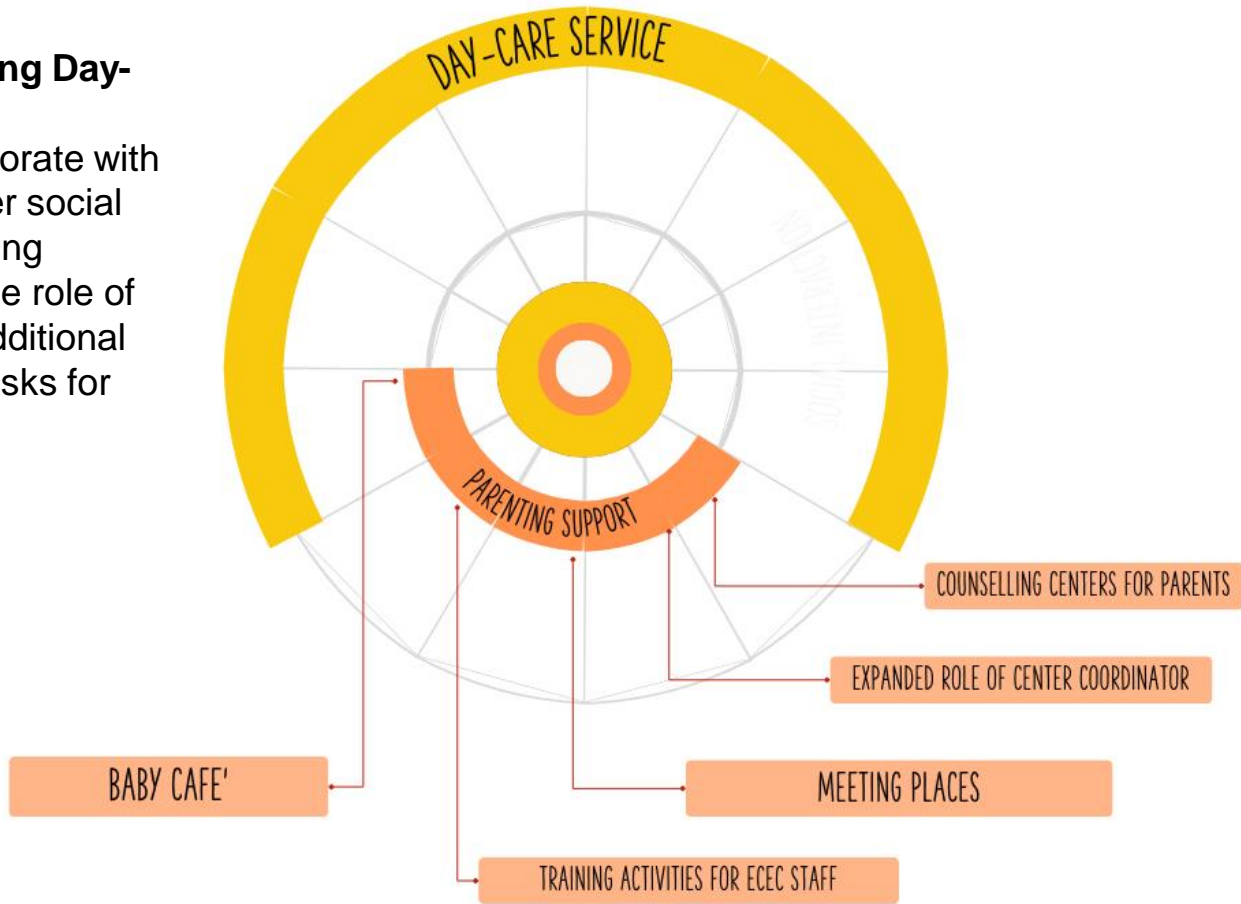 ng Day-
orate with
er social
ng
e role of
dditional
sks for
DAY-CARE SERVICE
PARENTING SUPPORT
COUNSELLING CENTERS FOR PARENTS
EXPANDED ROLE OF CENTER COORDINATOR
BABY CAFE'
MEETING PLACES
TRAINING ACTIVITIES FOR ECEC STAFF